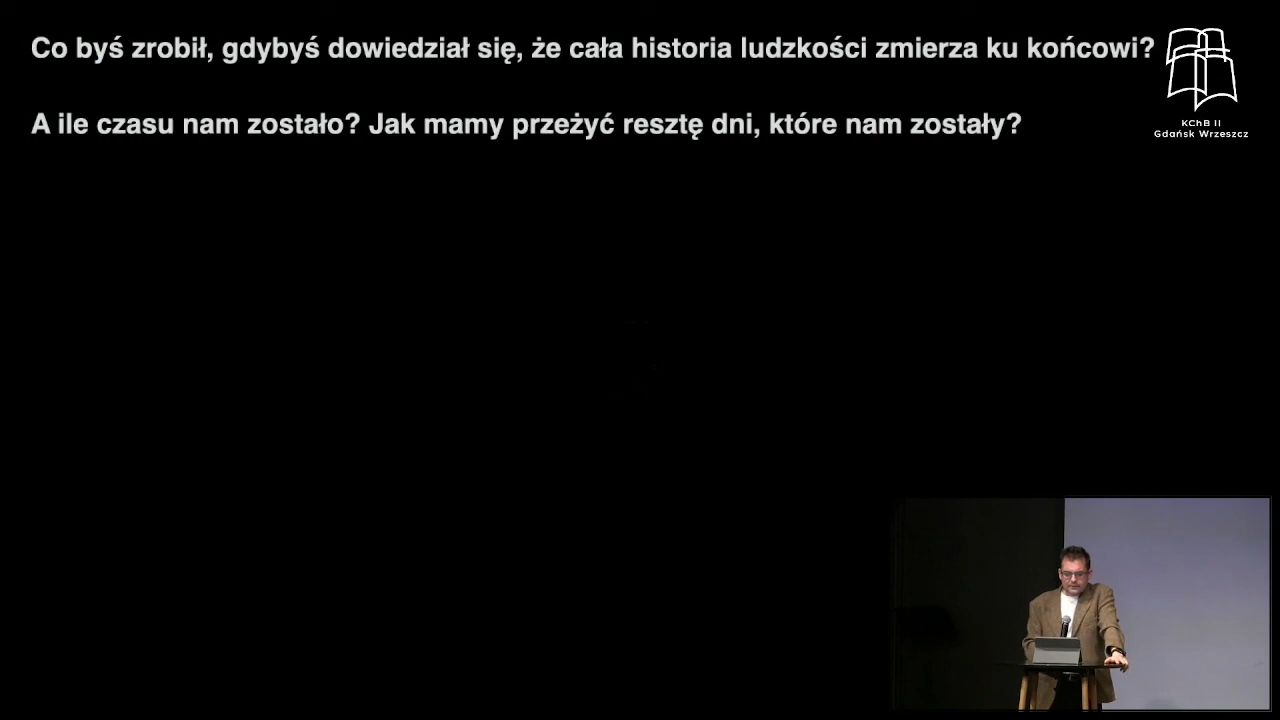 Co byś zrobił, gdybyś dowiedział się, że cała historia ludzkości zmierza ku końcowi?
A ile czasu nam zostało? Jak mamy przeżyć resztę dni, które nam zostały?
KChB II
Gdańsk Wrzeszcz